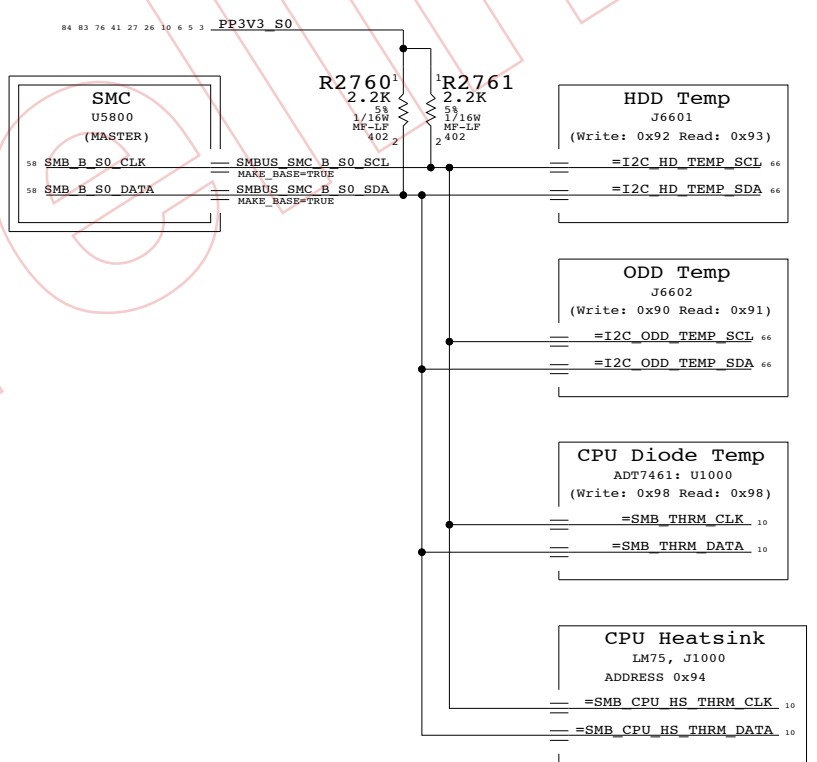 84 83 76 41 27 26 10 6 5 3 PP3V3_S0
SMC
U5800
(MASTER)
58 SMB_B_S0_CLK
58 SMB_B_S0_DATA
SMBUS_SMC_B_S0_SCL
MAKE_BASE=TRUE
SMBUS_SMC_B_S0_SDA
MAKE_BASE=TRUE
R2760 1
2.2K
5%
1/16W
MF-LF
402 2
1 R2761
2.2K
5%
1/16W
MF-LF
2 402
HDD Temp
J6601
(Write: 0x92 Read: 0x93)
=I2C_HD_TEMP_SCL 66
=I2C_HD_TEMP_SDA 66
ODD Temp
J6602
(Write: 0x90 Read: 0x91)
=I2C_ODD_TEMP_SCL 66
=I2C_ODD_TEMP_SDA 66
CPU Diode Temp
ADT7461: U1000
(Write: 0x98 Read: 0x98)
=SMB_THRM_CLK 10
=SMB_THRM_DATA 10
CPU Heatsink
LM75, J1000
ADDRESS 0x94
=SMB_CPU_HS_THRM_CLK 10
=SMB_CPU_HS_THRM_DATA 10